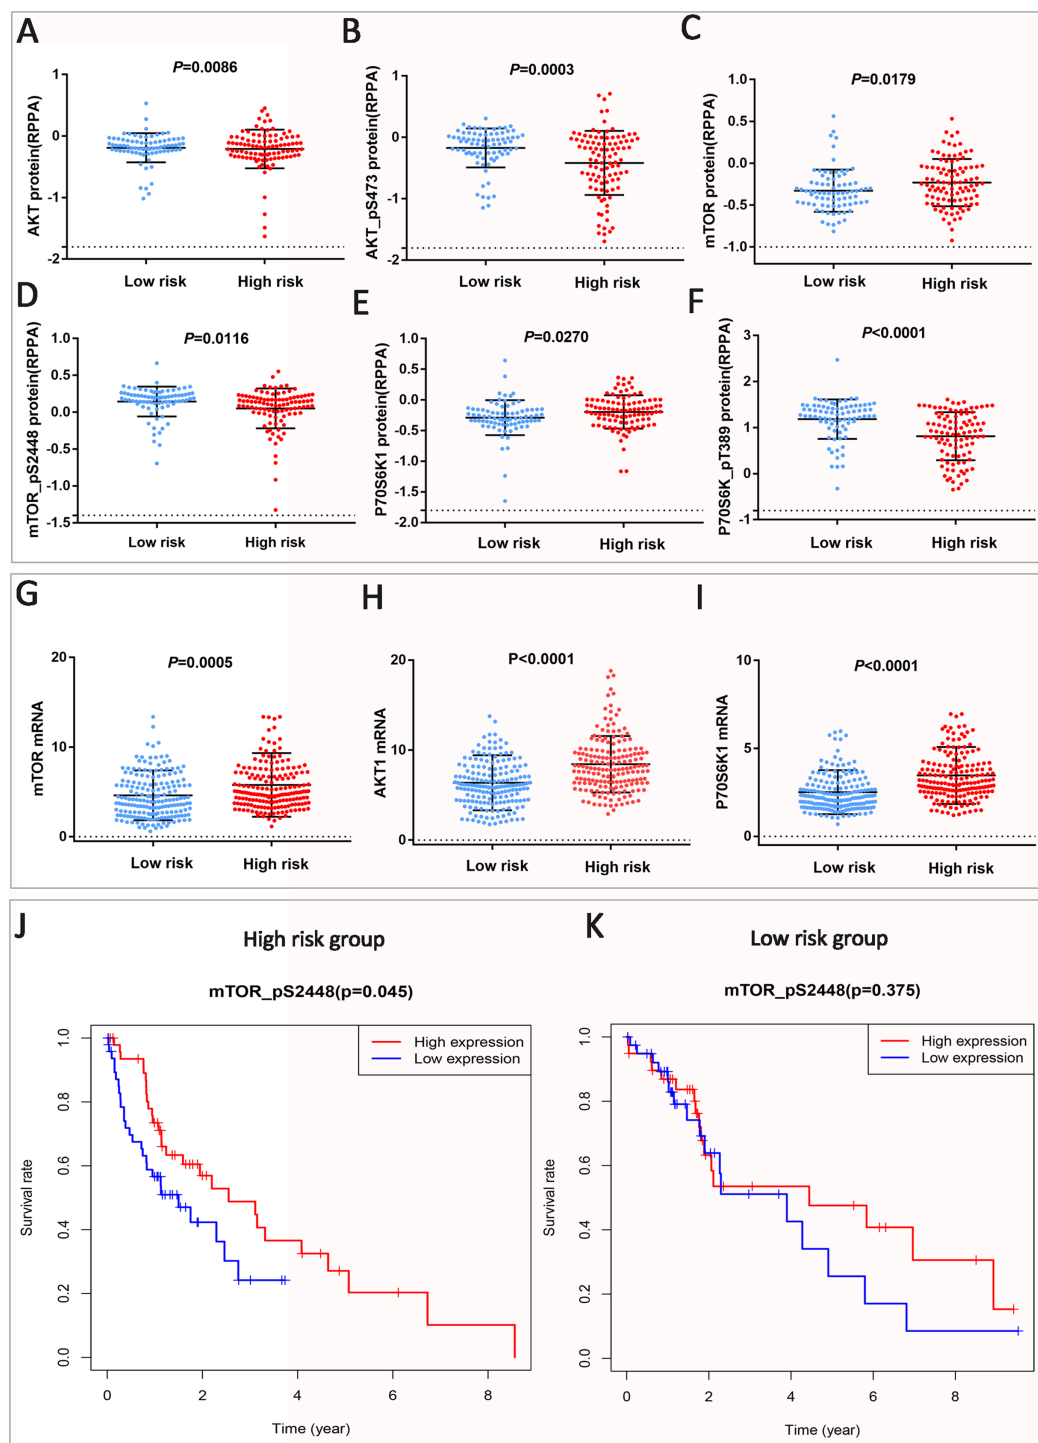 A
P=0.0086
AKT protein(RPPA)
1
0
-1
-2
Low risk
High risk
B
P=0.0003
AKT_pS473 protein(RPPA)
1
0
-1
-2
Low risk
High risk
C
P=0.0179
mTOR protein(RPPA)
1.0
0.5
0.0
-0.5
-1.0
Low risk
High risk
D
P=0.0116
mTOR_pS2448 protein(RPPA)
1.0
0.5
0.0
-0.5
-1.0
-1.5
Low risk
High risk
E
P=0.0270
P70S6K1 protein(RPPA)
1.0
0.5
0.0
-0.5
-1.0
-1.5
-2.0
Low risk
High risk
F
P<0.0001
P70S6K_pT389 protein(RPPA)
3
2
1
0
-1
Low risk
High risk
G
P=0.0005
mTOR mRNA
20
10
0
Low risk
High risk
H
P<0.0001
AKT1 mRNA
20
10
0
Low risk
High risk
I
P<0.0001
P70S6K1 mRNA
10
5
0
Low risk
High risk
J
High risk group
mTOR_pS2448(p=0.045)
High expression
Low expression
Survival rate
1.0
0.8
0.6
0.4
0.2
0.0
0 2 4 6 8
Time (year)
K
Low risk group
mTOR_pS2448(p=0.375)
High expression
Low expression
Survival rate
1.0
0.8
0.6
0.4
0.2
0.0
0 2 4 6 8
Time (year)